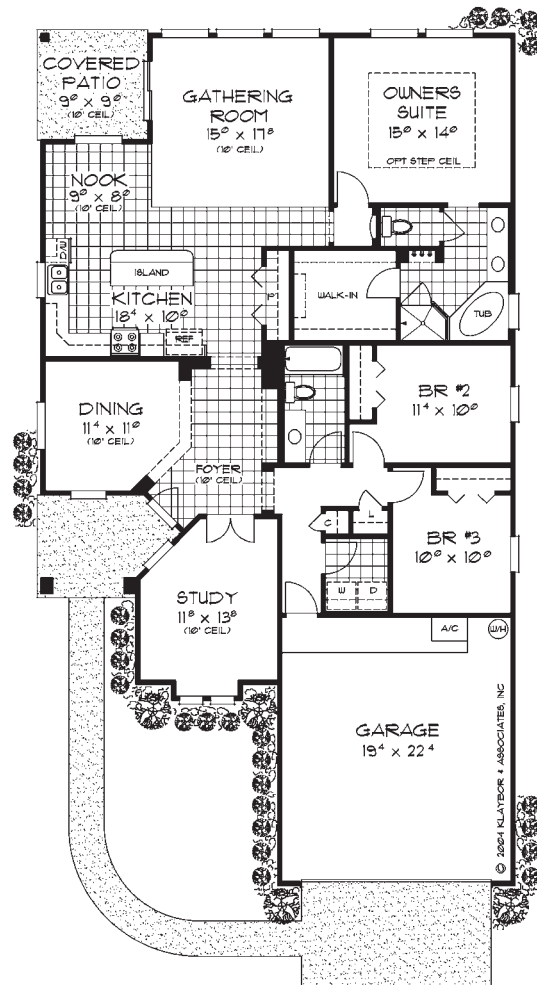 COVERED
PATIO
9⁰ x 9⁰
(10' CEIL)
GATHERING
ROOM
15⁰ x 17⁸
(10' CEIL)
OWNERS
SUITE
15⁰ x 14⁰
OPT STEP CEIL
NOOK
9⁰ x 8⁰
(10' CEIL)
D/W
ISLAND
KITCHEN
18⁴ x 10⁰
REF
P
WALK-IN
TUB
DINING
11⁴ x 11⁰
(10' CEIL)
BR #2
11⁴ x 10⁰
FOYER
(10' CEIL)
C
L
BR #3
10⁰ x 10⁰
W
D
STUDY
11⁸ x 13⁸
(10' CEIL)
A/C
W/H
GARAGE
19⁴ x 22⁴
© 2004 KLAYBOR & ASSOCIATES, INC